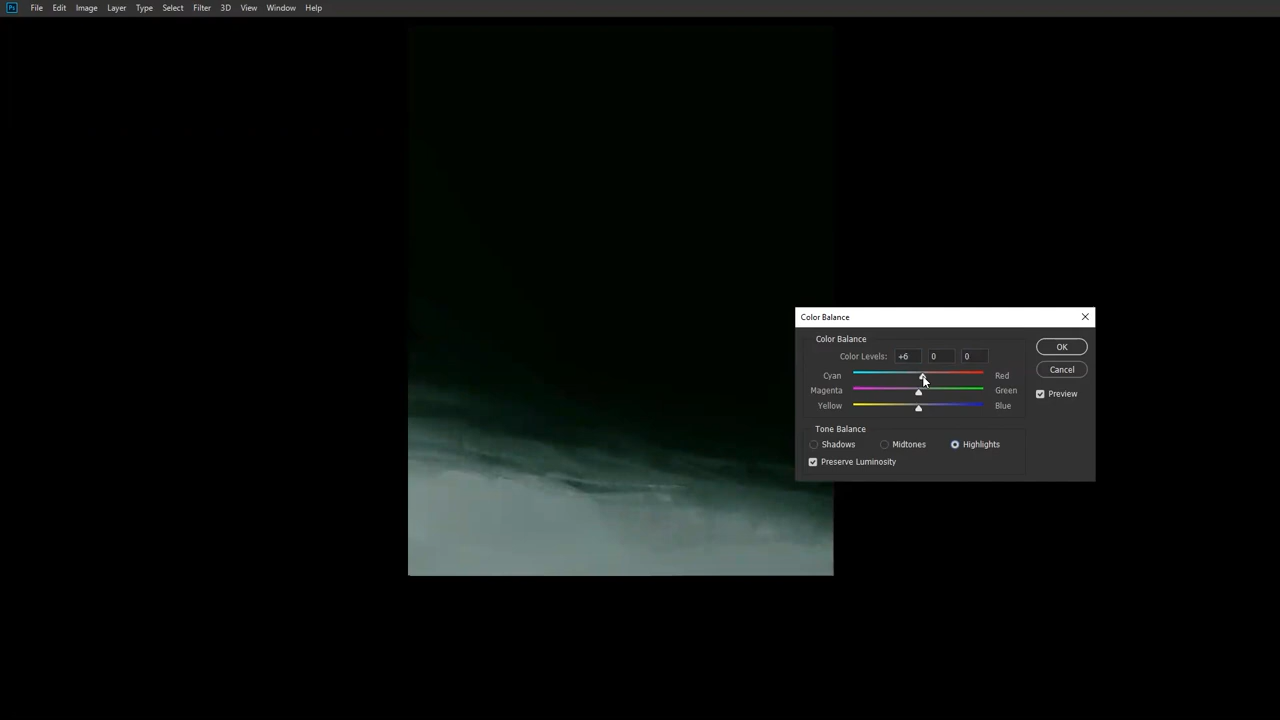 Ps File Edit Image Layer Type Select Filter 3D View Window Help
Color Balance
Color Balance
OK
Color Levels: +6 0 0
Cyan Red
Cancel
Magenta Green
Preview
Yellow Blue
Tone Balance
Shadows Midtones Highlights
Preserve Luminosity